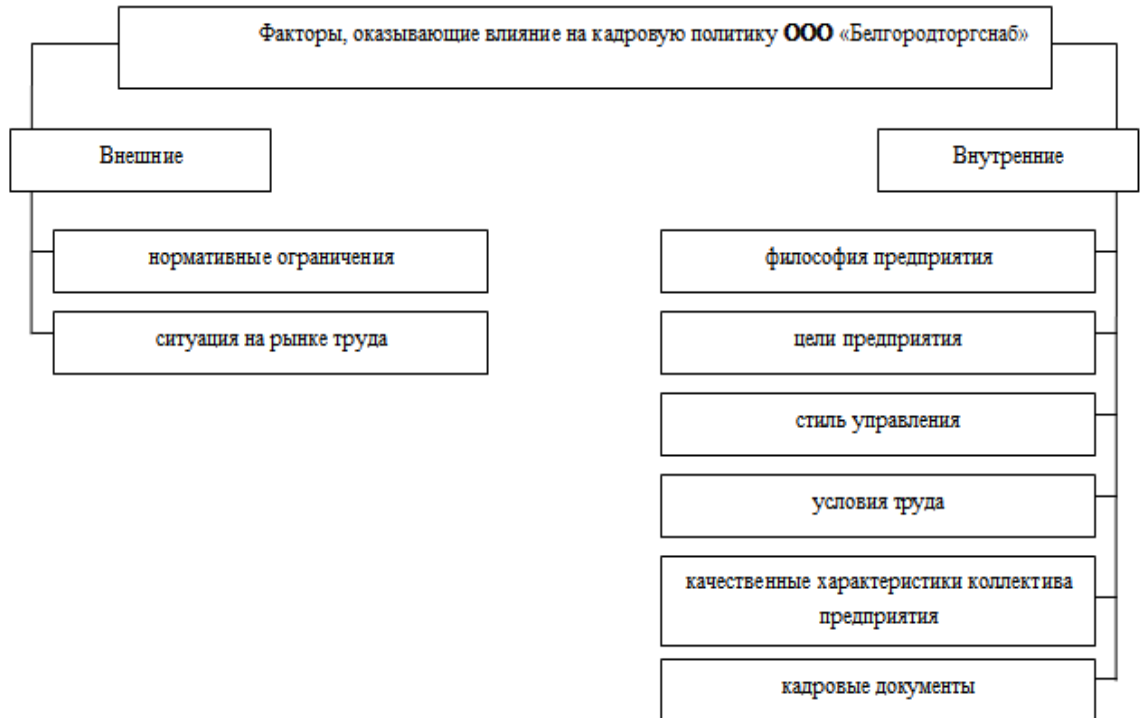 Факторы, оказывающие влияние на кадровую политику ООО «Белгородторгснаб»
Внешние
Внутренние
нормативные ограничения
ситуация на рынке труда
философия предприятия
цели предприятия
стиль управления
условия труда
качественные характеристики коллектива
предприятия
кадровые документы